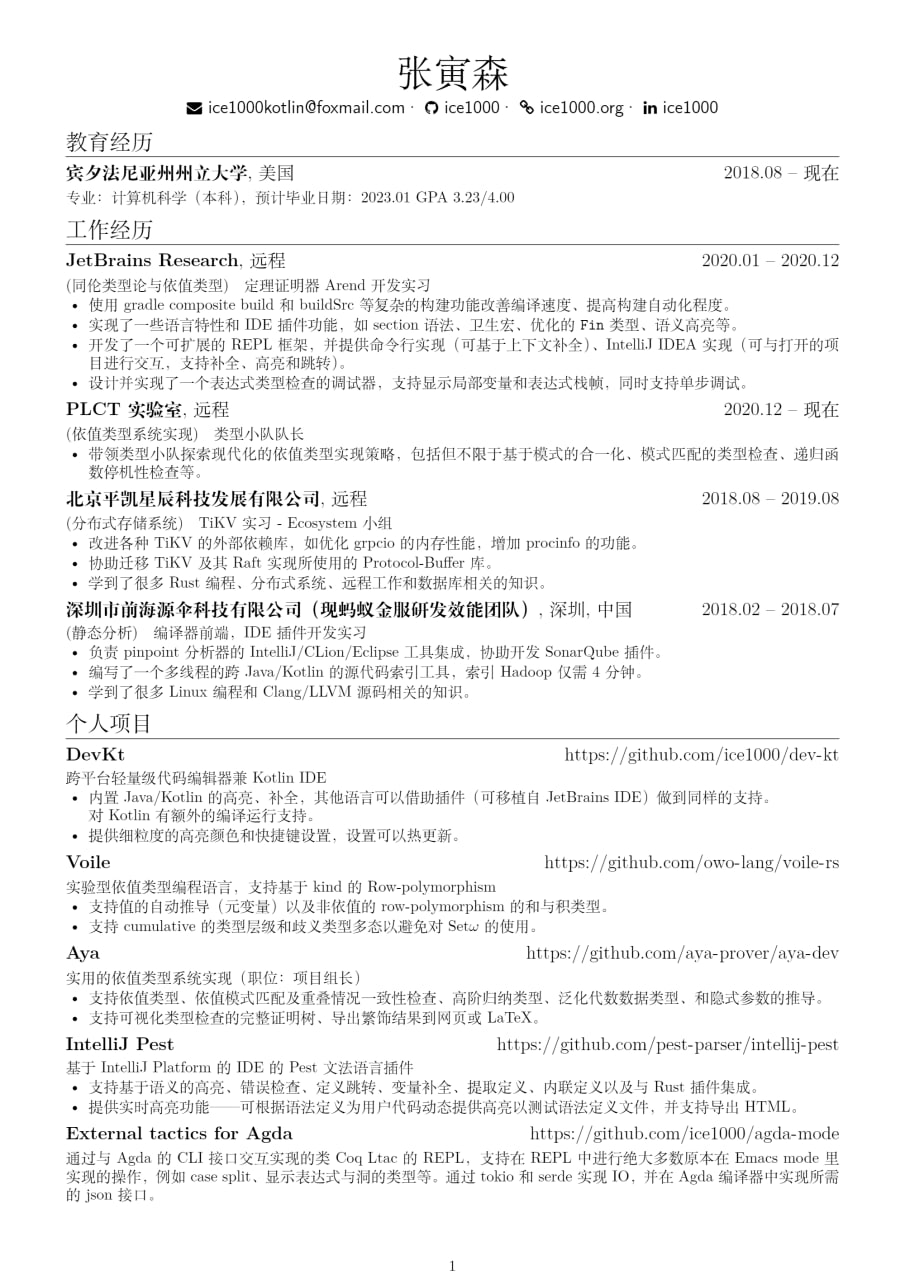 张寅森
ice1000kotlin@foxmail.com · ice1000 · ice1000.org · ice1000
教育经历
宾夕法尼亚州州立大学, 美国 2018.08 – 现在
专业：计算机科学（本科），预计毕业日期：2023.01 GPA 3.23/4.00
工作经历
JetBrains Research, 远程 2020.01 – 2020.12
(同伦类型论与依值类型) 定理证明器 Arend 开发实习
• 使用 gradle composite build 和 buildSrc 等复杂的构建功能改善编译速度、提高构建自动化程度。
• 实现了一些语言特性和 IDE 插件功能，如 section 语法、卫生宏、优化的 Fin 类型、语义高亮等。
• 开发了一个可扩展的 REPL 框架，并提供命令行实现（可基于上下文补全）、IntelliJ IDEA 实现（可与打开的项
目进行交互，支持补全、高亮和跳转）。
• 设计并实现了一个表达式类型检查的调试器，支持显示局部变量和表达式栈帧，同时支持单步调试。
PLCT 实验室, 远程 2020.12 – 现在
(依值类型系统实现) 类型小队队长
• 带领类型小队探索现代化的依值类型实现策略，包括但不限于基于模式的合一化、模式匹配的类型检查、递归函
数停机性检查等。
北京平凯星辰科技发展有限公司, 远程 2018.08 – 2019.08
(分布式存储系统) TiKV 实习 - Ecosystem 小组
• 改进各种 TiKV 的外部依赖库，如优化 grpcio 的内存性能，增加 procinfo 的功能。
• 协助迁移 TiKV 及其 Raft 实现所使用的 Protocol-Buffer 库。
• 学到了很多 Rust 编程、分布式系统、远程工作和数据库相关的知识。
深圳市前海源伞科技有限公司（现蚂蚁金服研发效能团队）, 深圳, 中国 2018.02 – 2018.07
(静态分析) 编译器前端，IDE 插件开发实习
• 负责 pinpoint 分析器的 IntelliJ/CLion/Eclipse 工具集成，协助开发 SonarQube 插件。
• 编写了一个多线程的跨 Java/Kotlin 的源代码索引工具，索引 Hadoop 仅需 4 分钟。
• 学到了很多 Linux 编程和 Clang/LLVM 源码相关的知识。
个人项目
DevKt https://github.com/ice1000/dev-kt
跨平台轻量级代码编辑器兼 Kotlin IDE
• 内置 Java/Kotlin 的高亮、补全，其他语言可以借助插件（可移植自 JetBrains IDE）做到同样的支持。
对 Kotlin 有额外的编译运行支持。
• 提供细粒度的高亮颜色和快捷键设置，设置可以热更新。
Voile https://github.com/owo-lang/voile-rs
实验型依值类型编程语言，支持基于 kind 的 Row-polymorphism
• 支持值的自动推导（元变量）以及非依值的 row-polymorphism 的和与积类型。
• 支持 cumulative 的类型层级和歧义类型多态以避免对 Setω 的使用。
Aya https://github.com/aya-prover/aya-dev
实用的依值类型系统实现（职位：项目组长）
• 支持依值类型、依值模式匹配及重叠情况一致性检查、高阶归纳类型、泛化代数数据类型、和隐式参数的推导。
• 支持可视化类型检查的完整证明树、导出繁饰结果到网页或 LaTeX。
IntelliJ Pest https://github.com/pest-parser/intellij-pest
基于 IntelliJ Platform 的 IDE 的 Pest 文法语言插件
• 支持基于语义的高亮、错误检查、定义跳转、变量补全、提取定义、内联定义以及与 Rust 插件集成。
• 提供实时高亮功能——可根据语法定义为用户代码动态提供高亮以测试语法定义文件，并支持导出 HTML。
External tactics for Agda https://github.com/ice1000/agda-mode
通过与 Agda 的 CLI 接口交互实现的类 Coq Ltac 的 REPL，支持在 REPL 中进行绝大多数原本在 Emacs mode 里
实现的操作，例如 case split、显示表达式与洞的类型等。通过 tokio 和 serde 实现 IO，并在 Agda 编译器中实现所需
的 json 接口。
1